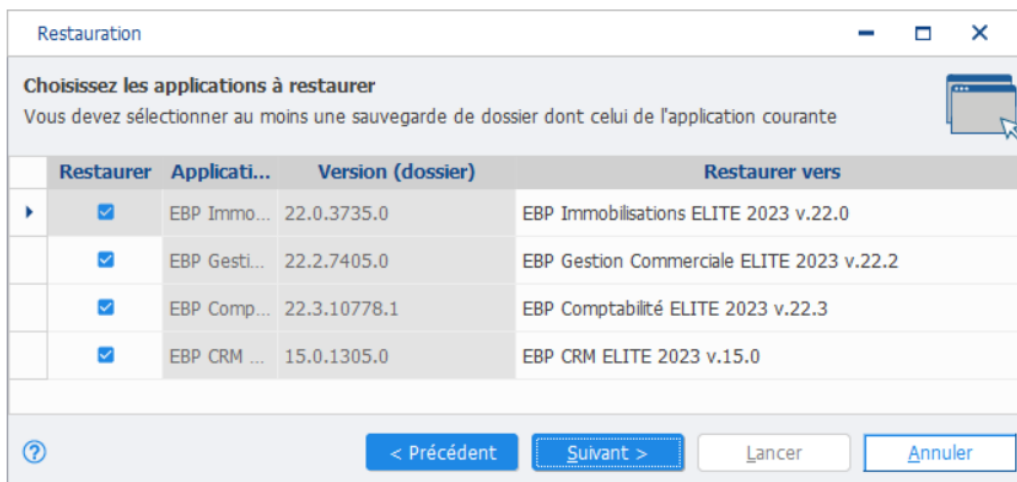 Restauration
Choisissez les applications à restaurer
Vous devez sélectionner au moins une sauvegarde de dossier dont celui de l'application courante
Restaurer Applicati... Version (dossier) Restaurer vers
EBP Immo... 22.0.3735.0 EBP Immobilisations ELITE 2023 v.22.0
EBP Gesti... 22.2.7405.0 EBP Gestion Commerciale ELITE 2023 v.22.2
EBP Comp... 22.3.10778.1 EBP Comptabilité ELITE 2023 v.22.3
EBP CRM ... 15.0.1305.0 EBP CRM ELITE 2023 v.15.0
? < Précédent Suivant > Lancer Annuler